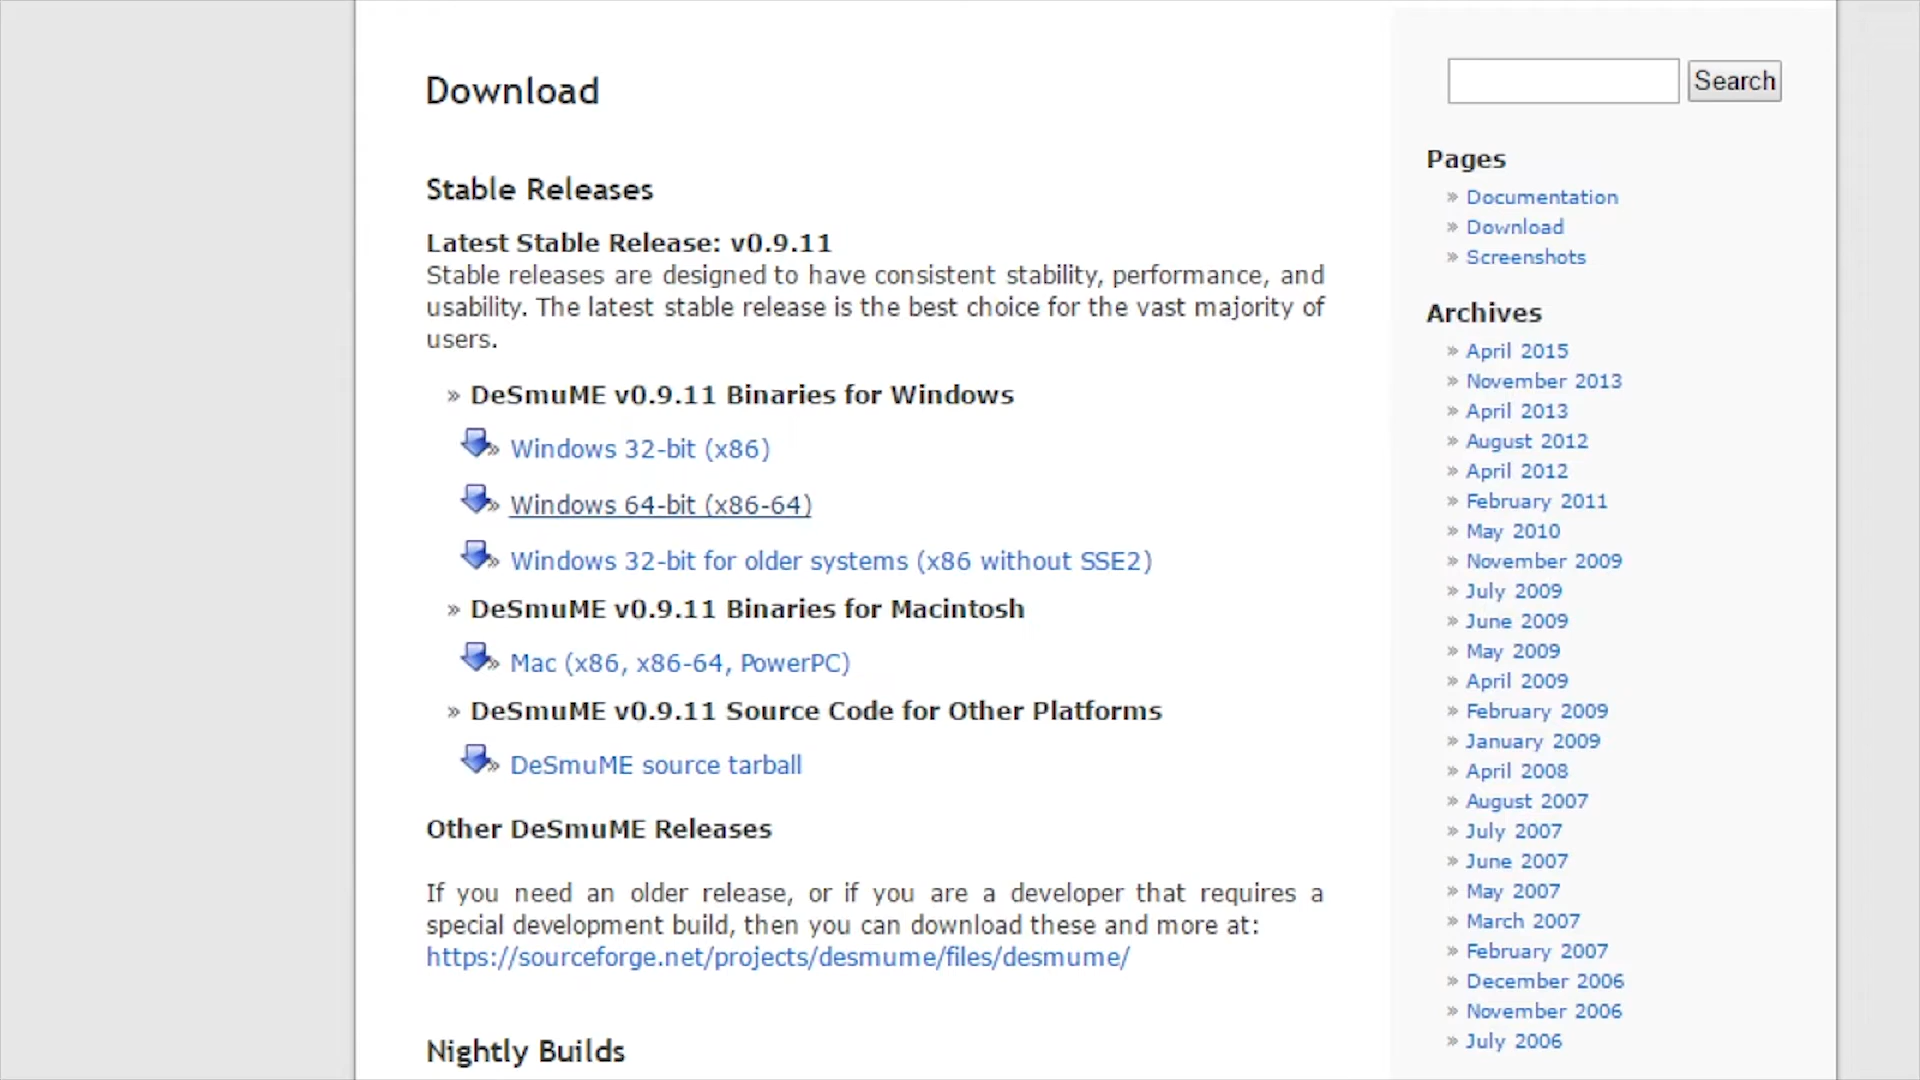 Download
Stable Releases
Latest Stable Release: v0.9.11
Stable releases are designed to have consistent stability, performance, and
usability. The latest stable release is the best choice for the vast majority of
users.
» DeSmuME v0.9.11 Binaries for Windows
» Windows 32-bit (x86)
» Windows 64-bit (x86-64)
» Windows 32-bit for older systems (x86 without SSE2)
» DeSmuME v0.9.11 Binaries for Macintosh
» Mac (x86, x86-64, PowerPC)
» DeSmuME v0.9.11 Source Code for Other Platforms
» DeSmuME source tarball
Other DeSmuME Releases
If you need an older release, or if you are a developer that requires a
special development build, then you can download these and more at:
https://sourceforge.net/projects/desmume/files/desmume/
Nightly Builds
Search
Pages
» Documentation
» Download
» Screenshots
Archives
» April 2015
» November 2013
» April 2013
» August 2012
» April 2012
» February 2011
» May 2010
» November 2009
» July 2009
» June 2009
» May 2009
» April 2009
» February 2009
» January 2009
» April 2008
» August 2007
» July 2007
» June 2007
» May 2007
» March 2007
» February 2007
» December 2006
» November 2006
» July 2006